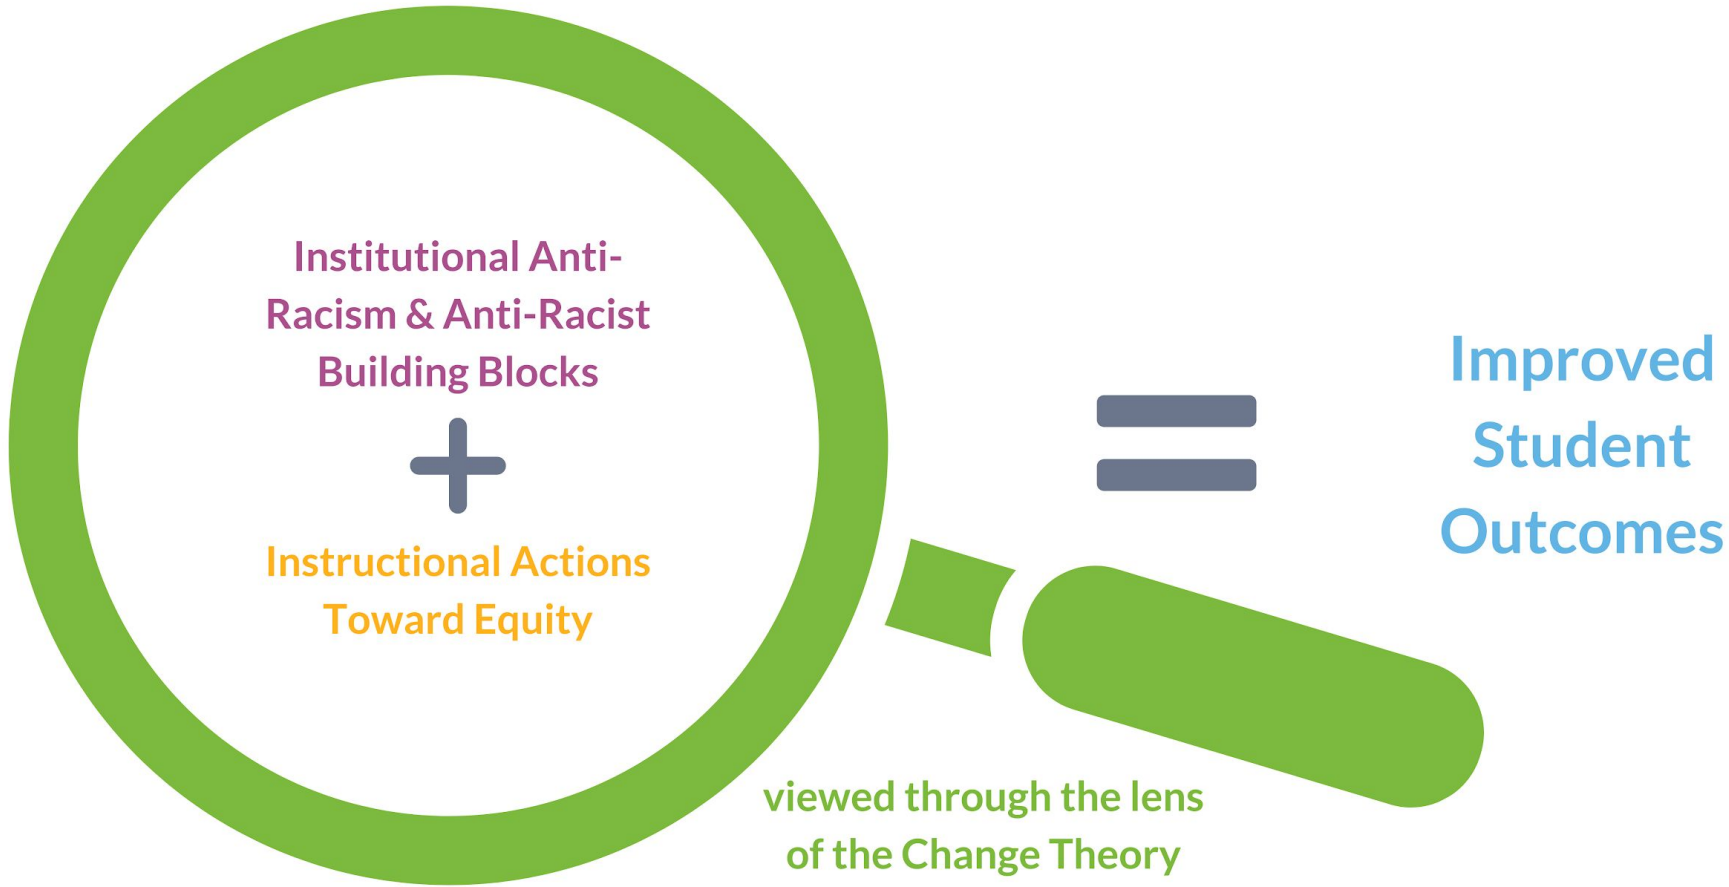 Institutional Anti-
Racism & Anti-Racist
Building Blocks
+
Instructional Actions
Toward Equity
=
Improved
Student
Outcomes
viewed through the lens
of the Change Theory